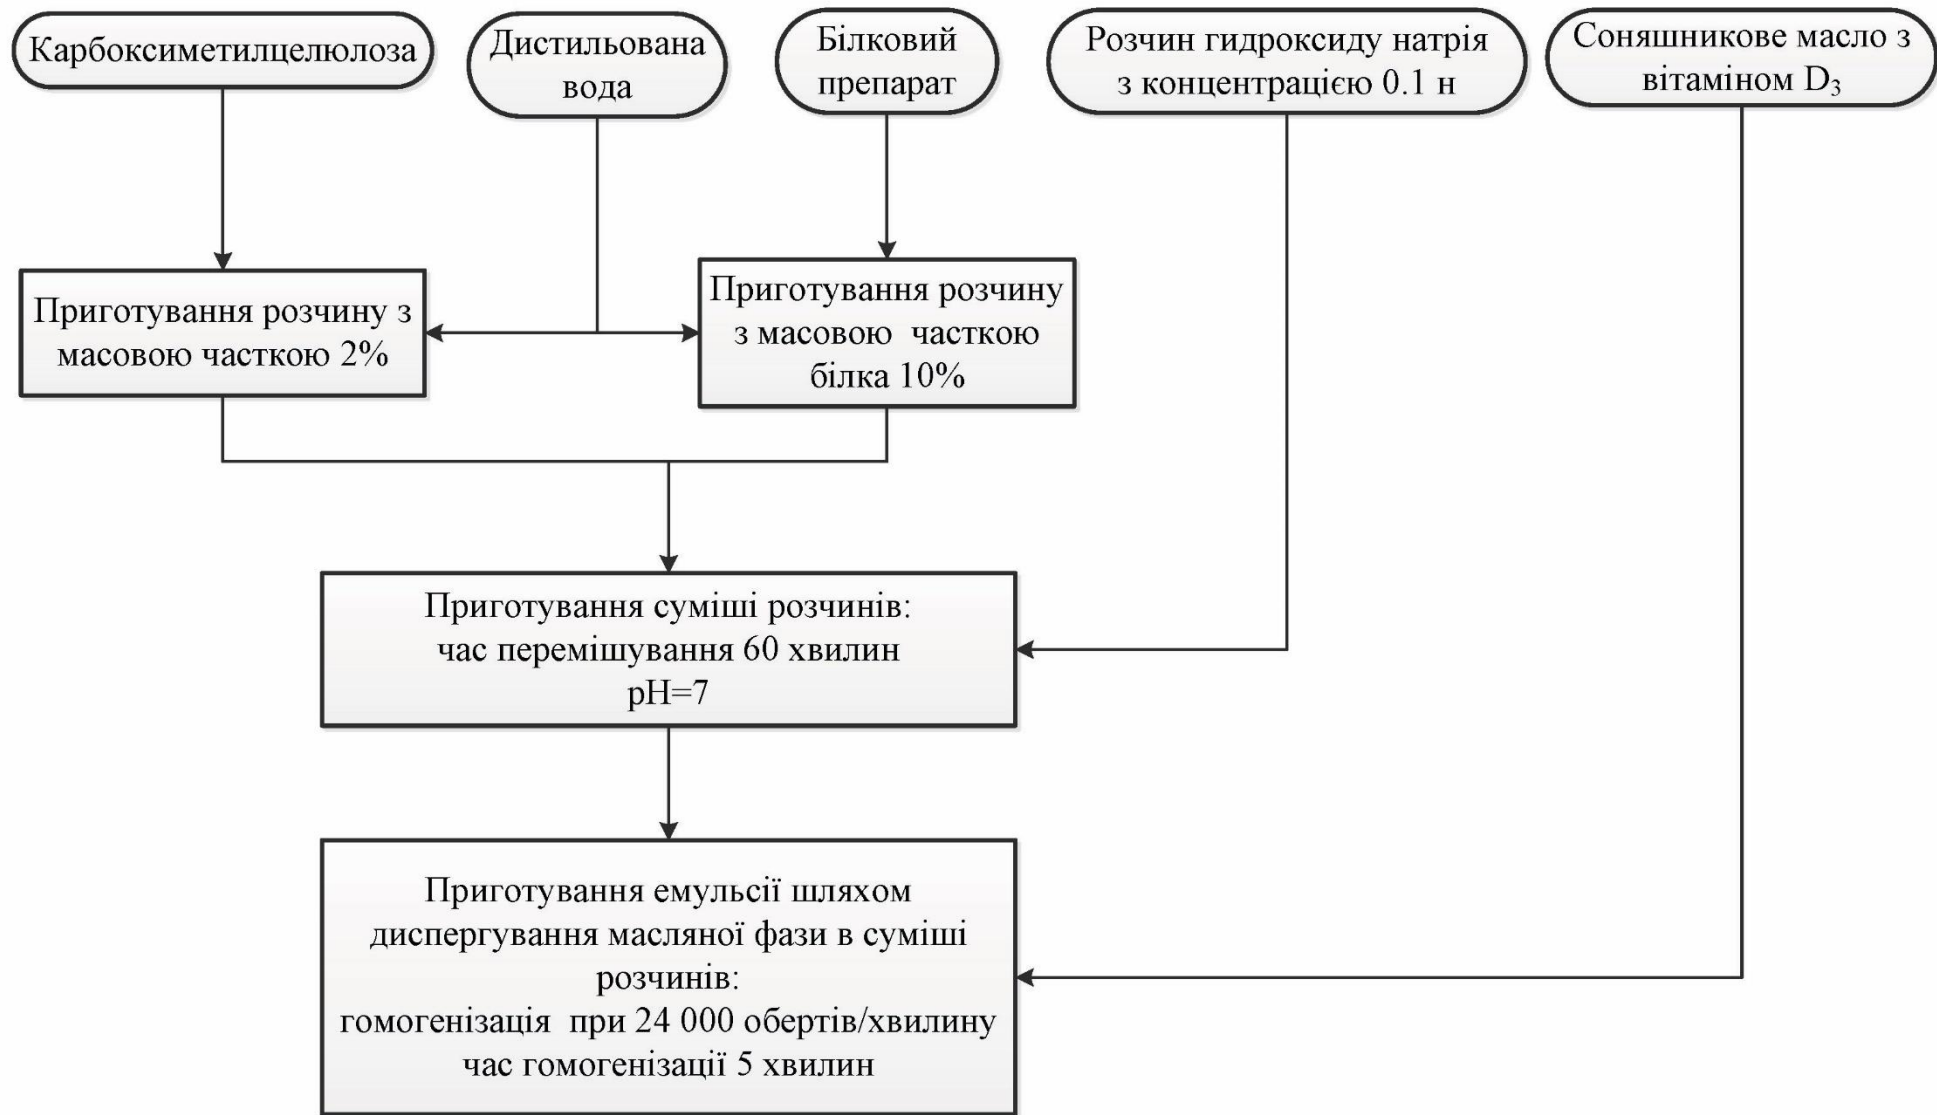 Карбоксиметилцелюлоза
Дистильована
вода
Білковий
препарат
Розчин гидроксиду натрія
з концентрацією 0.1 н
Соняшникове масло з
вітаміном D₃
Приготування розчину з
масовою часткою 2%
Приготування розчину
з масовою часткою
білка 10%
Приготування суміші розчинів:
час перемішування 60 хвилин
pH=7
Приготування емульсії шляхом
диспергування масляної фази в суміші
розчинів:
гомогенізація при 24 000 обертів/хвилину
час гомогенізації 5 хвилин